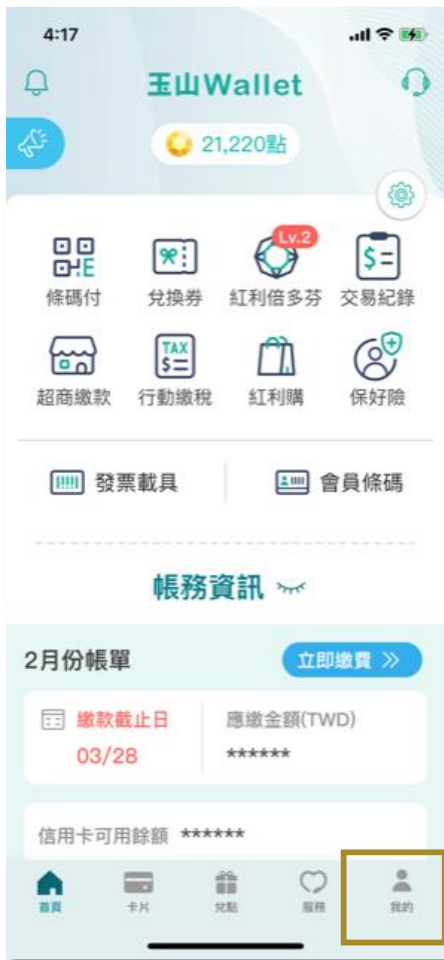 4:17
玉山Wallet
21,220點
Lv.2
E
條碼付 兌換券 紅利倍多芬 交易紀錄
TAX
超商繳款 行動繳稅 紅利購 保好險
發票載具 會員條碼
帳務資訊
2月份帳單 立即繳費
繳款截止日 應繳金額(TWD)
03/28 ******
信用卡可用餘額 ******
首頁 卡片 兌點 服務 我的